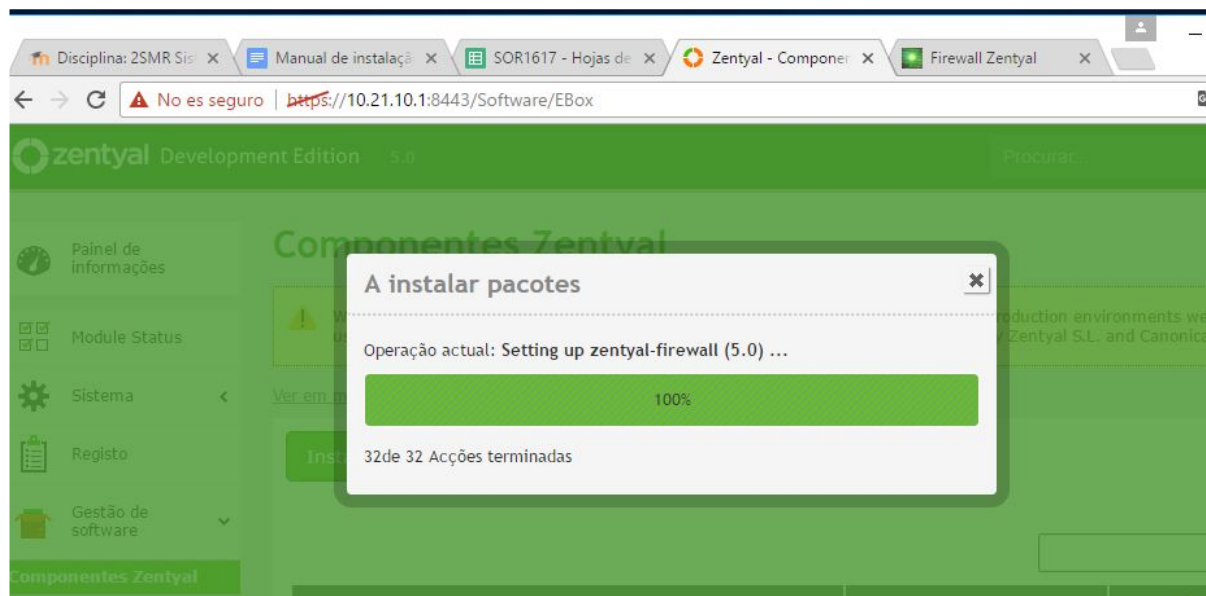 Disciplina: 2SMR Sis
Manual de instalaçã
SOR1617 - Hojas de
Zentyal - Componen
Firewall Zentyal
No es seguro | https://10.21.10.1:8443/Software/EBox
zentyal Development Edition 5.0
Procurar...
Painel de informações
Module Status
Sistema
Registo
Gestão de software
Componentes Zentyal
Componentes Zentyal
oduction environments we
Zentyal S.L. and Canonica
Ver em m
Inst
A instalar pacotes
Operação actual: Setting up zentyal-firewall (5.0) ...
100%
32de 32 Acções terminadas